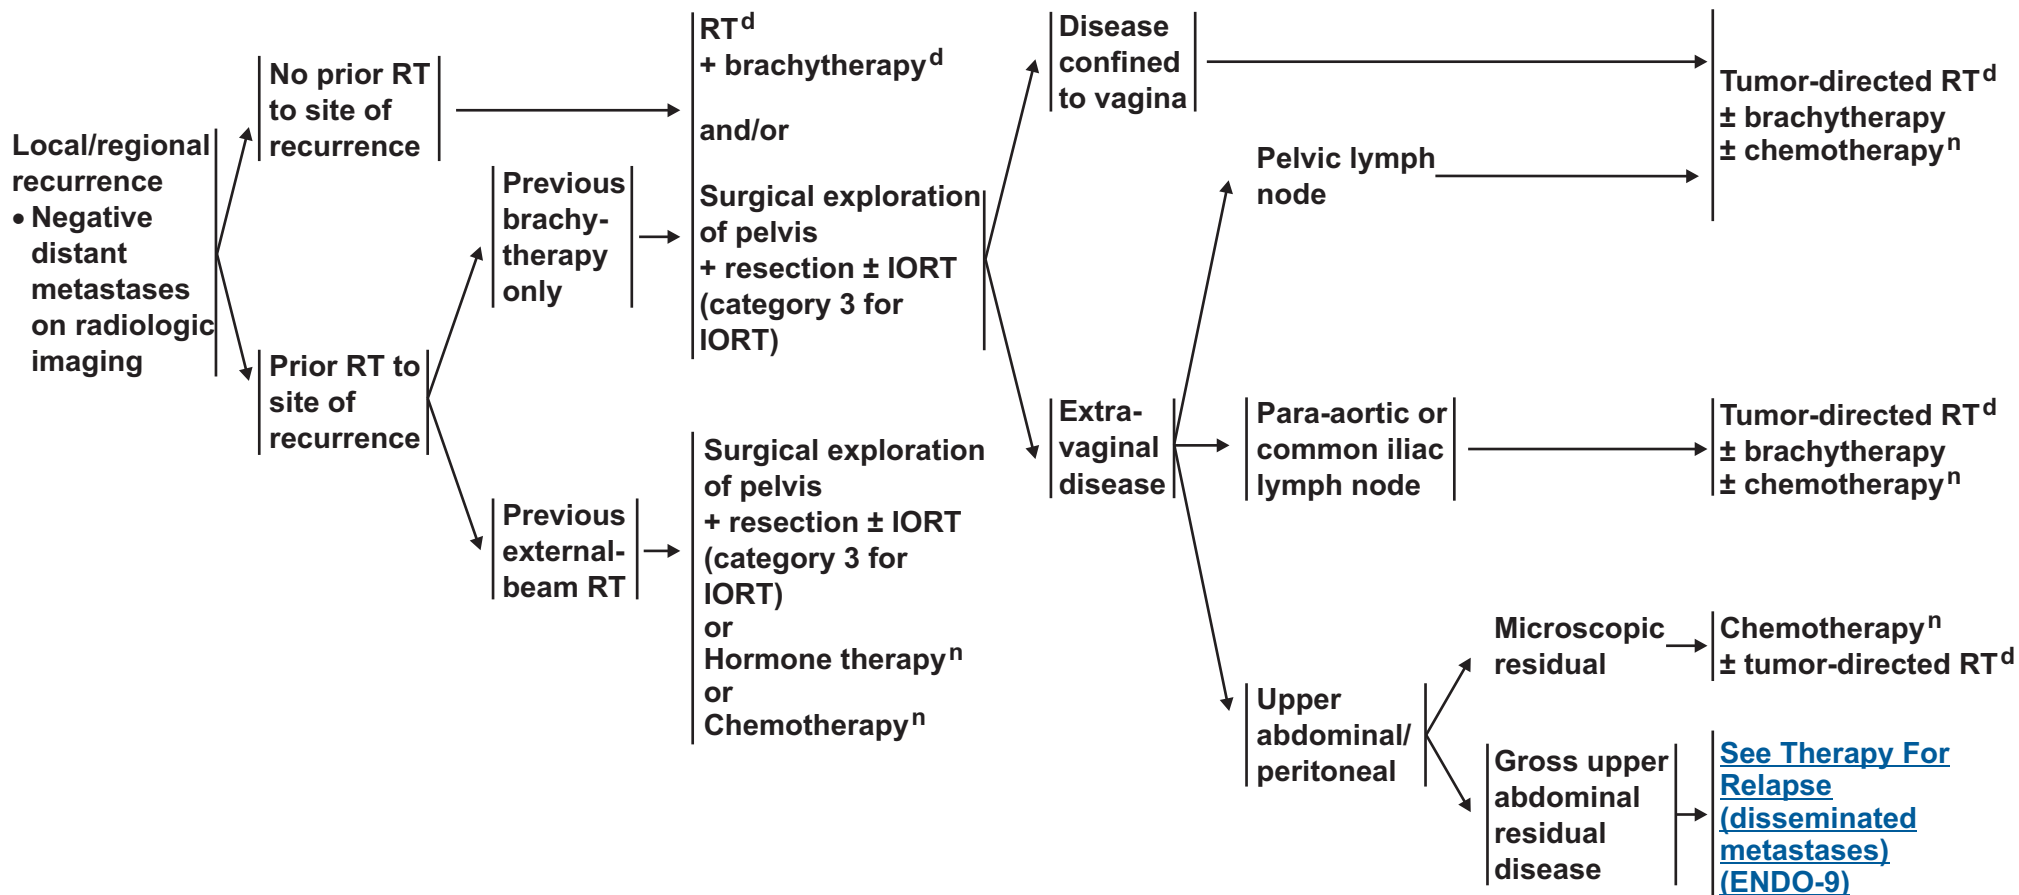 Local/regional
recurrence
• Negative
distant
metastases
on radiologic
imaging
No prior RT
to site of
recurrence
Prior RT to
site of
recurrence
Previous
brachy-
therapy
only
Previous
external-
beam RT
RTd
+ brachytherapyd
and/or
Surgical exploration
of pelvis
+ resection ± IORT
(category 3 for
IORT)
Surgical exploration
of pelvis
+ resection ± IORT
(category 3 for
IORT)
or
Hormone therapyn
or
Chemotherapyn
Disease
confined
to vagina
Extra-
vaginal
disease
Pelvic lymph
node
Para-aortic or
common iliac
lymph node
Upper
abdominal/
peritoneal
Microscopic
residual
Gross upper
abdominal
residual
disease
Tumor-directed RTd
± brachytherapy
± chemotherapyn
Tumor-directed RTd
± brachytherapy
± chemotherapyn
Chemotherapyn
± tumor-directed RTd
See Therapy For
Relapse
(disseminated
metastases)
(ENDO-9)